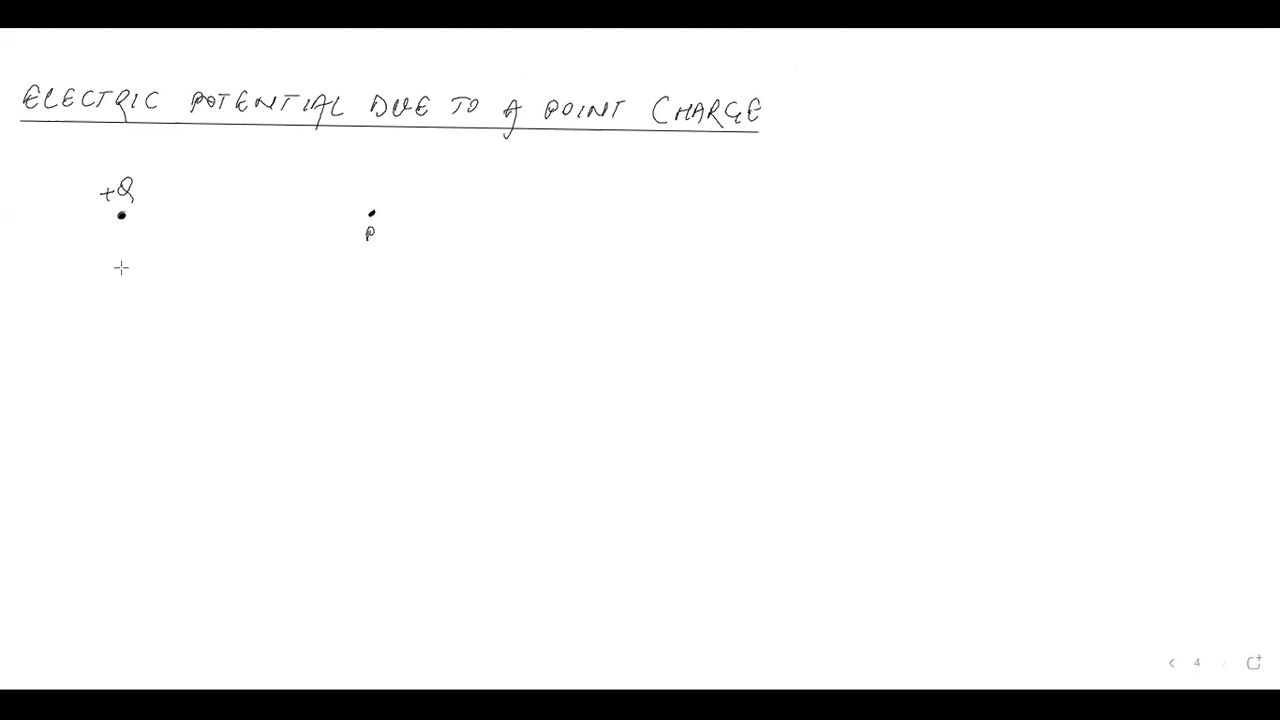 ELECTRIC POTENTIAL DUE TO A POINT CHARGE
+Q
P
4